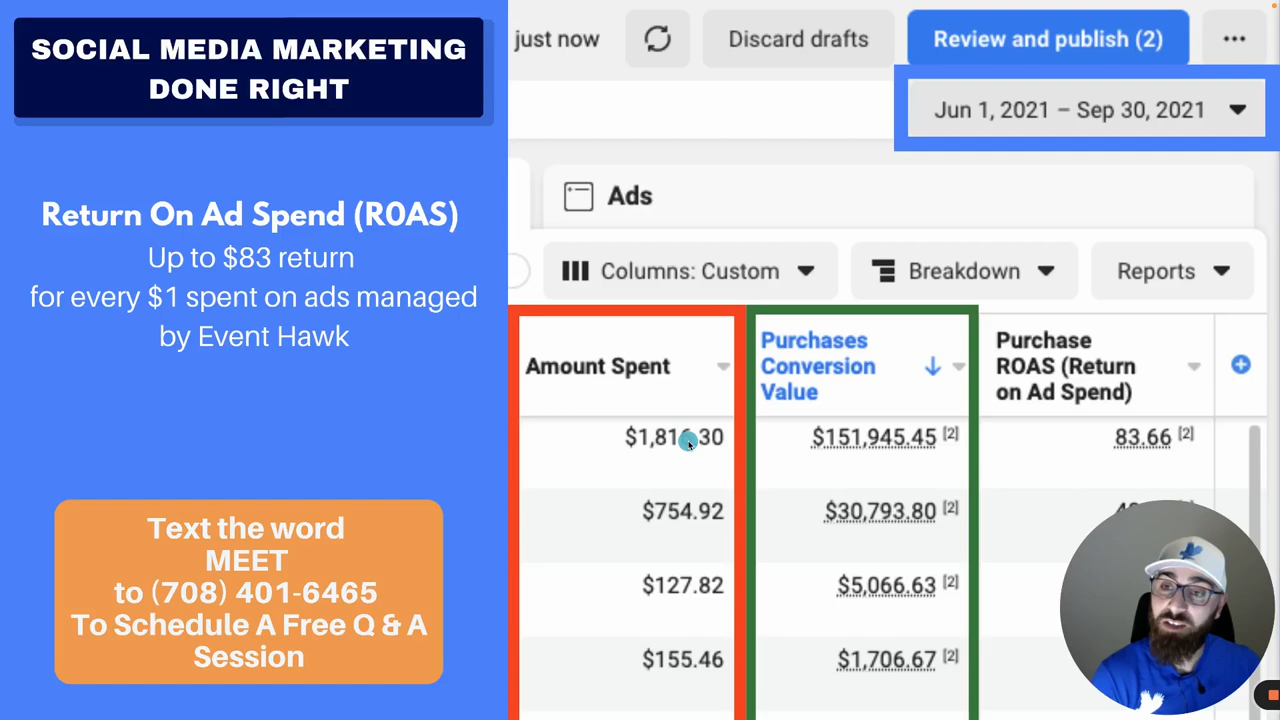 SOCIAL MEDIA MARKETING
DONE RIGHT
Return On Ad Spend (ROAS)
Up to $83 return
for every $1 spent on ads managed
by Event Hawk
Text the word
MEET
to (708) 401-6465
To Schedule A Free Q & A
Session
just now
Discard drafts
Review and publish (2)
Jun 1, 2021 – Sep 30, 2021
Ads
Columns: Custom
Breakdown
Reports
Amount Spent
Purchases
Conversion
Value
Purchase
ROAS (Return
on Ad Spend)
$151,945.45 [2]
83.66 [2]
$754.92
$30,793.80 [2]
$127.82
$5,066.63 [2]
$155.46
$1,706.67 [2]